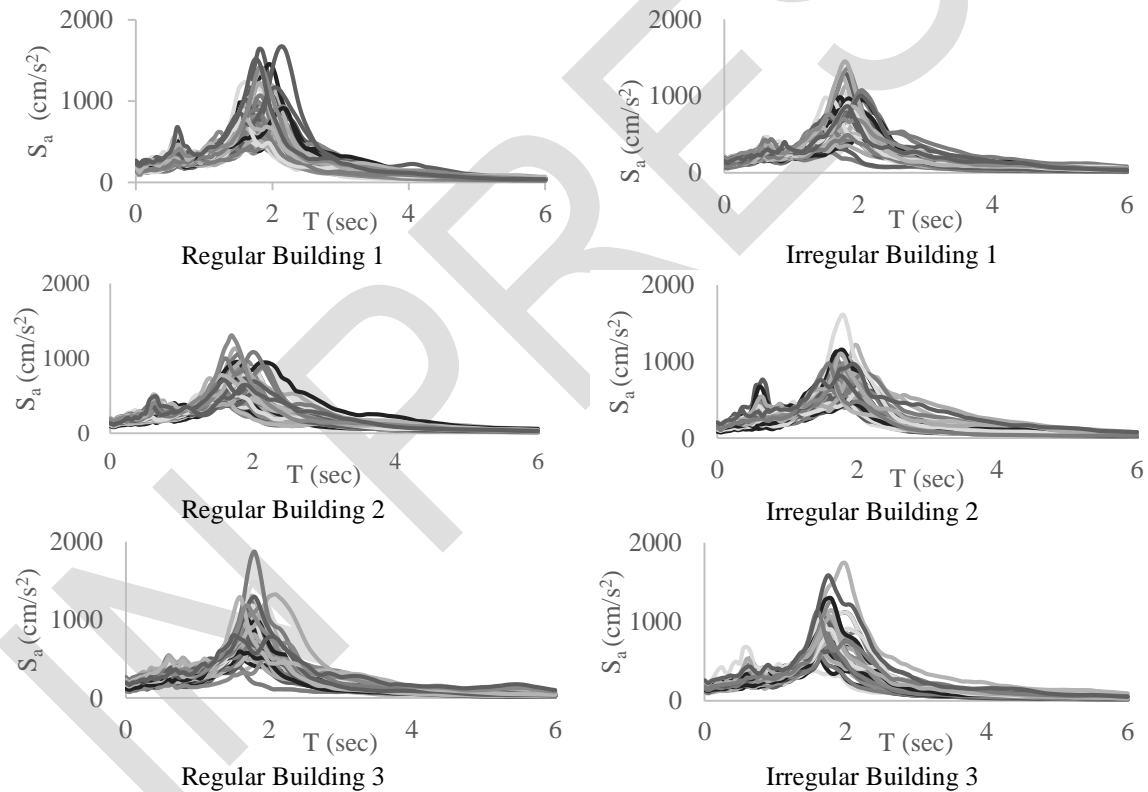 2000
1000
0
Sa (cm/s²)
0 2 4 6
T (sec)
Regular Building 1
2000
1000
0
Sa (cm/s²)
0 2 4 6
T (sec)
Irregular Building 1
2000
1000
0
Sa (cm/s²)
0 2 4 6
T (sec)
Regular Building 2
2000
1000
0
Sa (cm/s²)
0 2 4 6
T (sec)
Irregular Building 2
2000
1000
0
Sa (cm/s²)
0 2 4 6
T (sec)
Regular Building 3
2000
1000
0
Sa (cm/s²)
0 2 4 6
T (sec)
Irregular Building 3
IN PRES